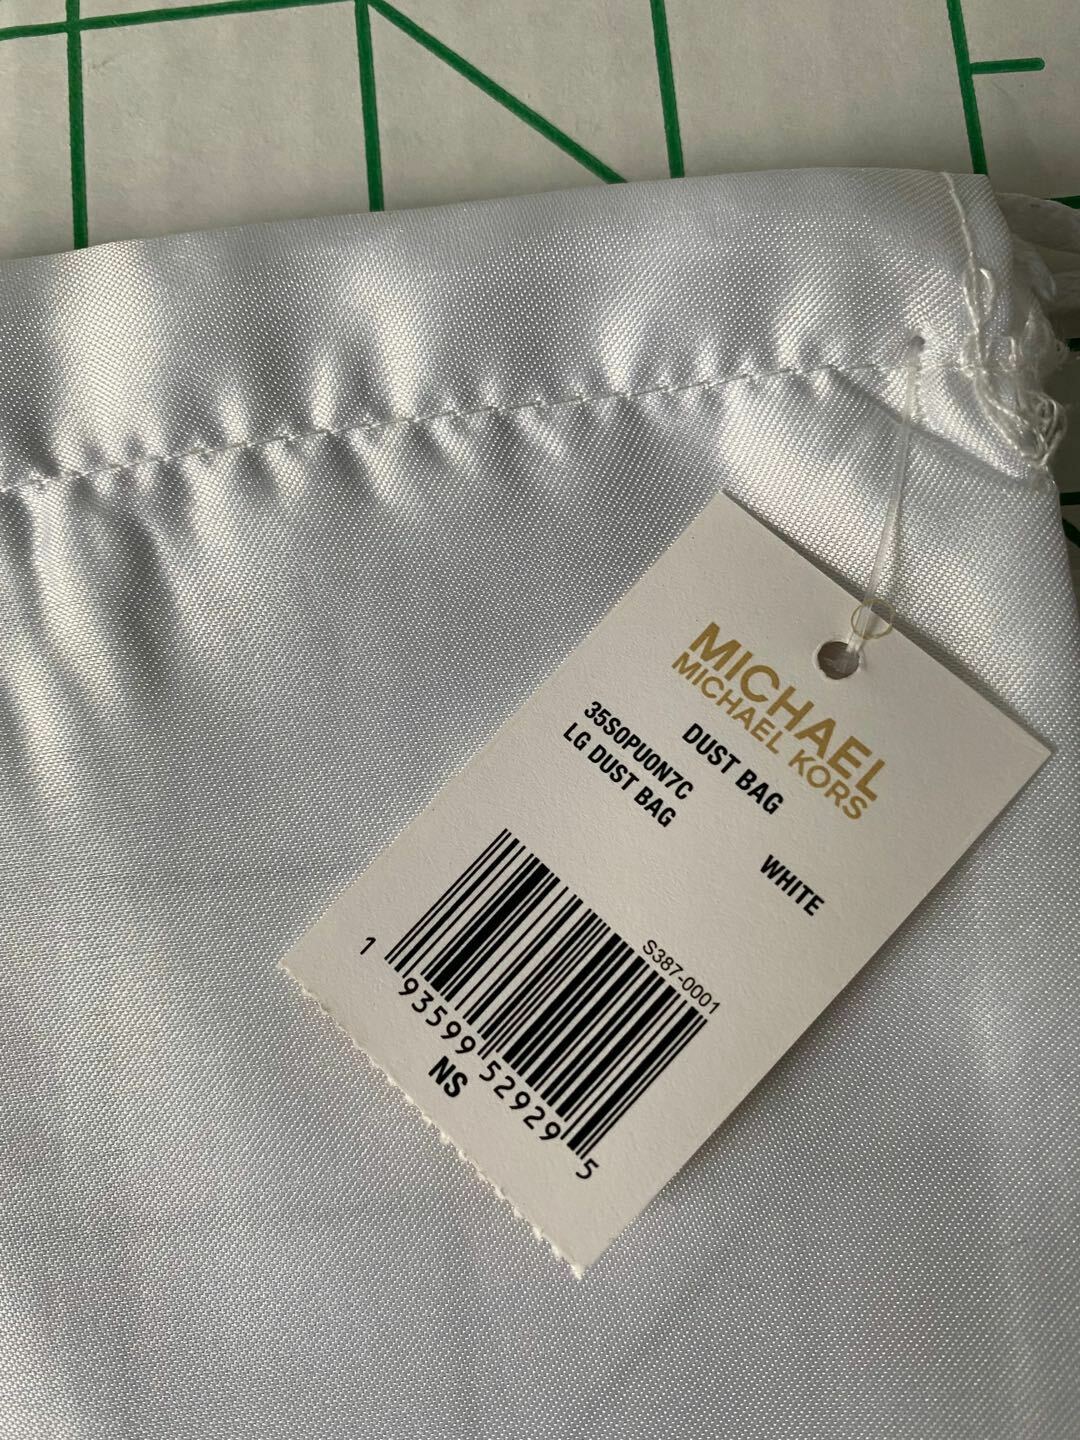 MICHAEL
MICHAEL KORS
DUST BAG
35S0PU0N7C
LG DUST BAG
WHITE
S387-0001
1 93599 52929 5
NS